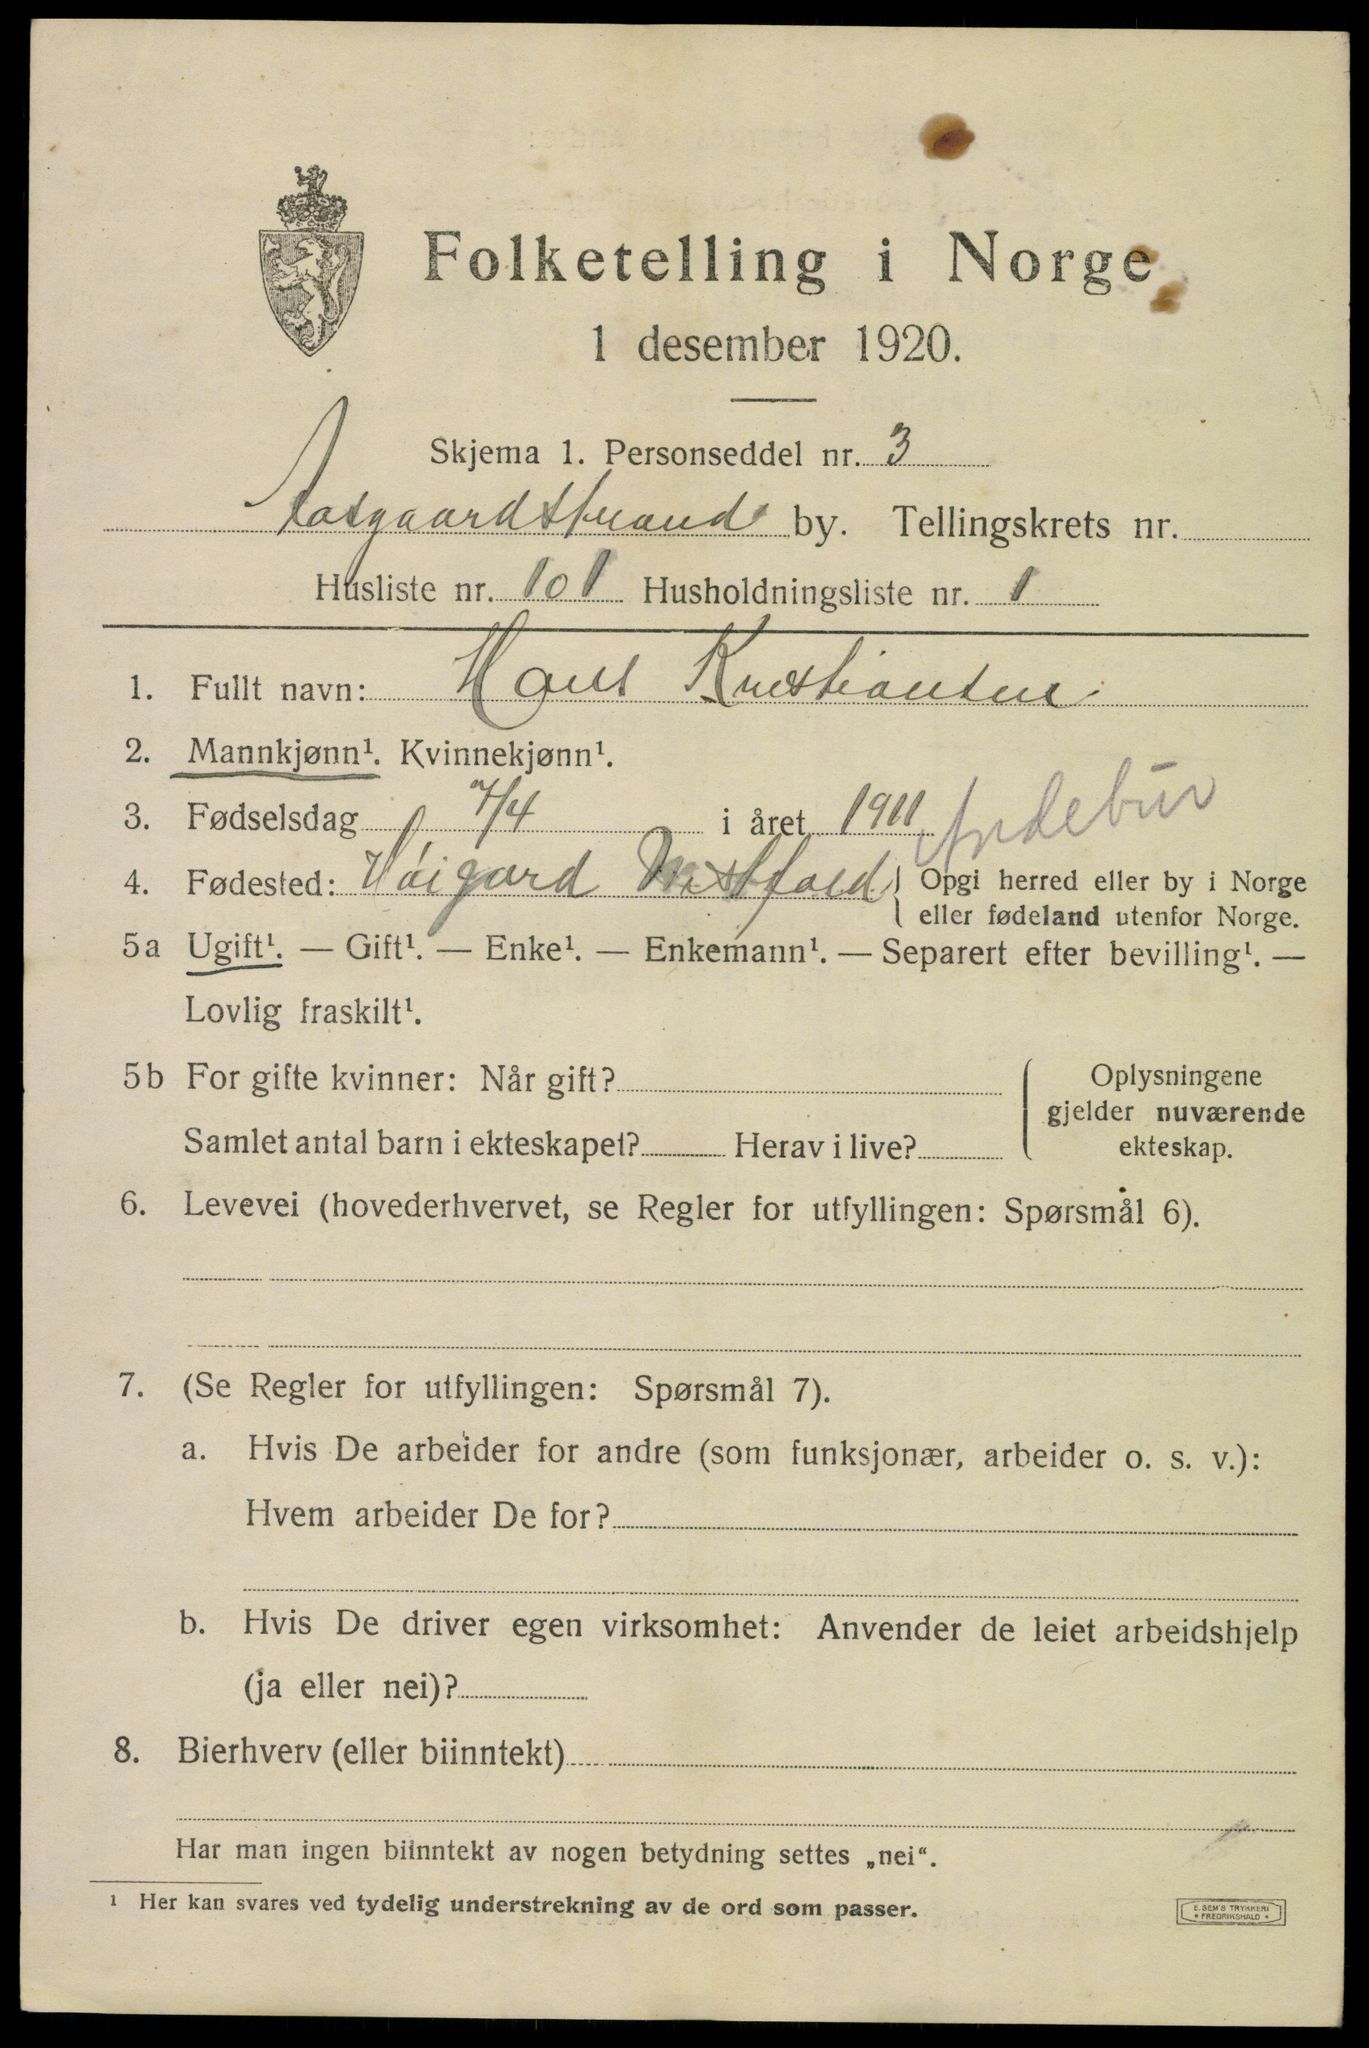 Folketelling i Norge
1 desember 1920.
Skjema 1. Personseddel nr. 3
Aasgaardstrand by. Tellingskrets nr.
Husliste nr. 101 Husholdningsliste nr. 1
1. Fullt navn: Hans Kristiansen
2. Mannkjønn¹. Kvinnekjønn¹.
3. Fødselsdag 7/4 i året 1911 Andebu
4. Fødested: Høigard Vestfold Opgi herred eller by i Norge
eller fødeland utenfor Norge.
5a Ugift¹. — Gift¹. — Enke¹. — Enkemann¹. — Separert efter bevilling¹. —
Lovlig fraskilt¹.
5b For gifte kvinner: Når gift?
Samlet antal barn i ekteskapet? Herav i live?
Oplysningene
gjelder nuværende
ekteskap.
6. Levevei (hovederhvervet, se Regler for utfyllingen: Spørsmål 6).
7. (Se Regler for utfyllingen: Spørsmål 7).
a. Hvis De arbeider for andre (som funksjonær, arbeider o. s. v.):
Hvem arbeider De for?
b. Hvis De driver egen virksomhet: Anvender de leiet arbeidshjelp
(ja eller nei)?
8. Bierhverv (eller biinntekt)
Har man ingen biinntekt av nogen betydning settes „nei“.
¹ Her kan svares ved tydelig understrekning av de ord som passer.
E. SEM'S TRYKKERI
• FREDRIKSHALD •